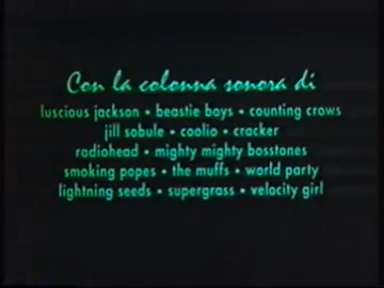 Con la colonna sonora di
luscious jackson • beastie boys • counting crows
jill sobule • coolio • cracker
radiohead • mighty mighty bosstones
smoking popes • the muffs • world party
lightning seeds • supergrass • velocity girl